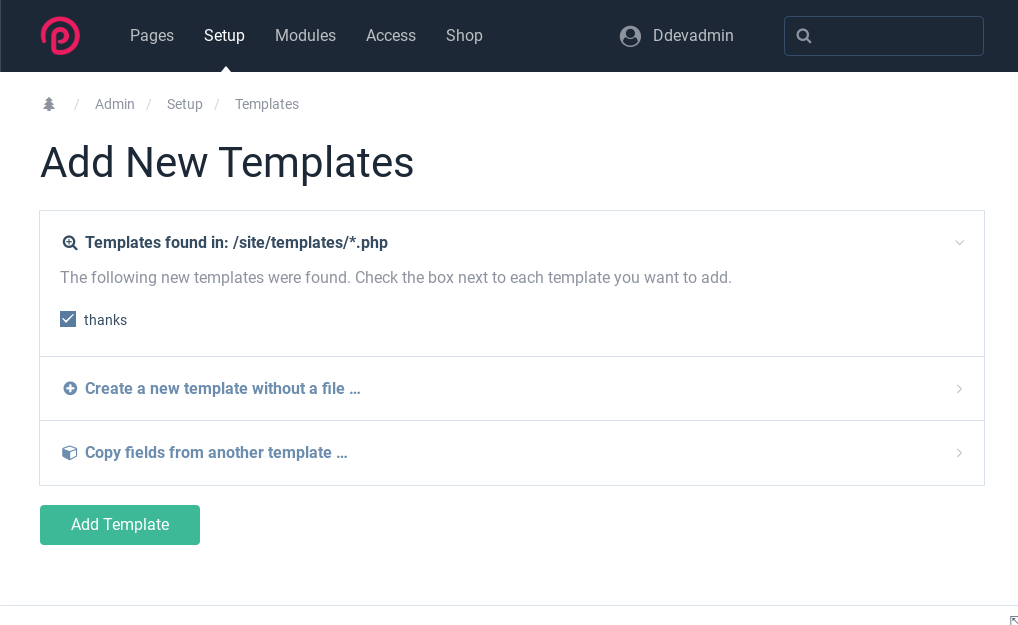 Pages Setup Modules Access Shop Ddevadmin
/ Admin / Setup / Templates
Add New Templates
Templates found in: /site/templates/*.php
The following new templates were found. Check the box next to each template you want to add.
thanks
Create a new template without a file ...
Copy fields from another template ...
Add Template